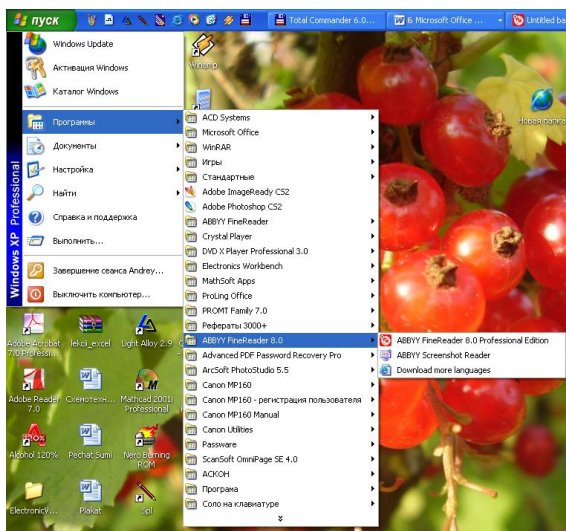 пуск
Total Commander 6.0...
6 Microsoft Office ...
Untitled ba
Windows XP Professional
Windows Update
Активация Windows
Каталог Windows
Программы
Документы
Настройка
Найти
Справка и поддержка
Выполнить...
Завершение сеанса Andrey...
Выключить компьютер...
Winamp
Новая папка
ACD Systems
Microsoft Office
WinRAR
Игры
Стандартные
Adobe ImageReady CS2
Adobe Photoshop CS2
ABBYY FineReader
Crystal Player
DVD X Player Professional 3.0
Electronics Workbench
MathSoft Apps
ProLing Office
PROMT Family 7.0
Рефераты 3000+
ABBYY FineReader 8.0
Advanced PDF Password Recovery Pro
ArcSoft PhotoStudio 5.5
Canon MP160
Canon MP160 - регистрация пользователя
Canon MP160 Manual
Canon Utilities
Passware
ScanSoft OmniPage SE 4.0
АСКОН
Програма
Соло на клавиатуре
ABBYY FineReader 8.0 Professional Edition
ABBYY Screenshot Reader
Download more languages
Adobe Acrobat
7.0 Professi...
lekcii_excel
Light Alloy 2.9
Adobe Reader
7.0
Схемотехн...
Mathcad 2001i
Professional
Alcohol 120%
Pechat Sumi
Nero Burning
ROM
ElectronicW...
Plakat
Spl